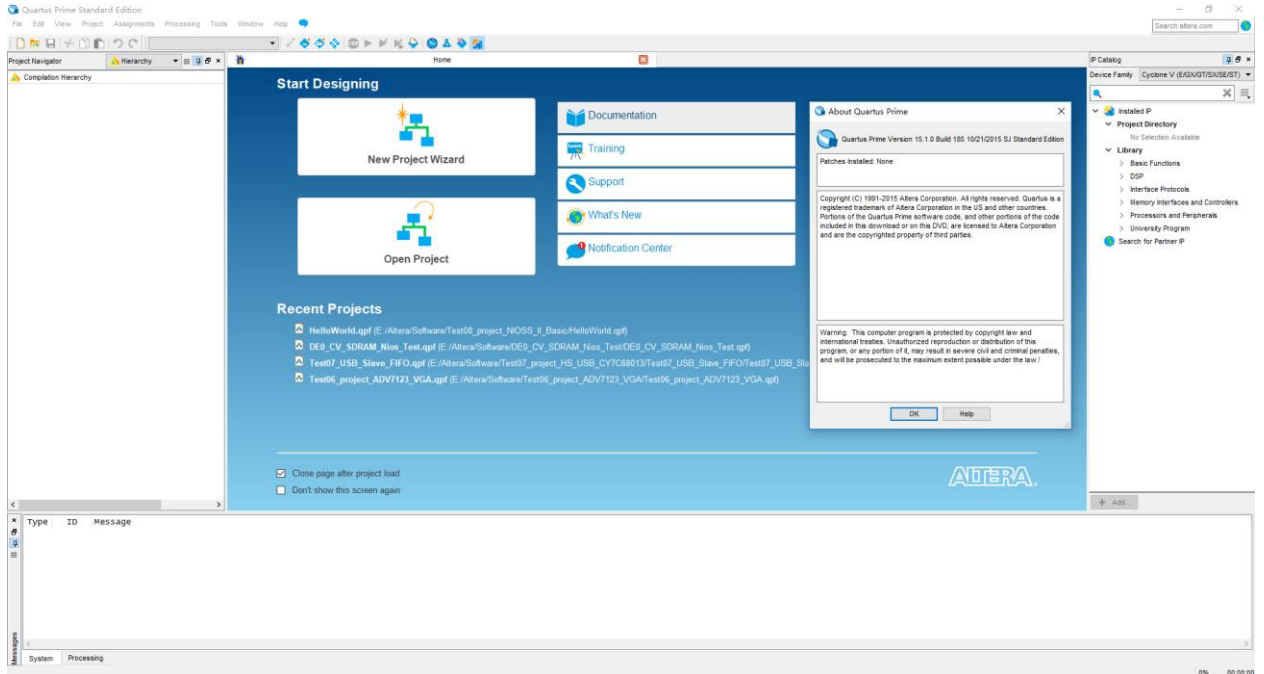 Quartus Prime Standard Edition
File Edit View Project Assignments Processing Tools Window Help
Search altera.com
Project Navigator Hierarchy
Compilation Hierarchy
Home
Start Designing
New Project Wizard
Open Project
Documentation
Training
Support
What's New
Notification Center
Recent Projects
HelloWorld.qpf (E:/Altera/Software/Test08_project_NIOSS_II_Basic/HelloWorld.qpf)
DE0_CV_SDRAM_Nios_Test.qpf (E:/Altera/Software/DE0_CV_SDRAM_Nios_Test/DE0_CV_SDRAM_Nios_Test.qpf)
Test07_USB_Slave_FIFO.qpf (E:/Altera/Software/Test07_project_HS_USB_CY7C68013/Test07_USB_Slave_FIFO/Test07_USB_Sla
Test06_project_ADV7123_VGA.qpf (E:/Altera/Software/Test06_project_ADV7123_VGA/Test06_project_ADV7123_VGA.qpf)
Close page after project load
Don't show this screen again
ALTERA
About Quartus Prime
Quartus Prime Version 15.1.0 Build 185 10/21/2015 SJ Standard Edition
Patches Installed: None
Copyright (C) 1991-2015 Altera Corporation. All rights reserved. Quartus is a
registered trademark of Altera Corporation in the US and other countries.
Portions of the Quartus Prime software code, and other portions of the code
included in this download or on this DVD, are licensed to Altera Corporation
and are the copyrighted property of third parties.
Warning: This computer program is protected by copyright law and
international treaties. Unauthorized reproduction or distribution of this
program, or any portion of it, may result in severe civil and criminal penalties,
and will be prosecuted to the maximum extent possible under the law.!
OK Help
IP Catalog
Device Family Cyclone V (E/GX/GT/SX/SE/ST)
Installed IP
Project Directory
No Selection Available
Library
Basic Functions
DSP
Interface Protocols
Memory Interfaces and Controllers
Processors and Peripherals
University Program
Search for Partner IP
+ Add...
Type ID Message
Messages
System Processing
0% 00:00:00